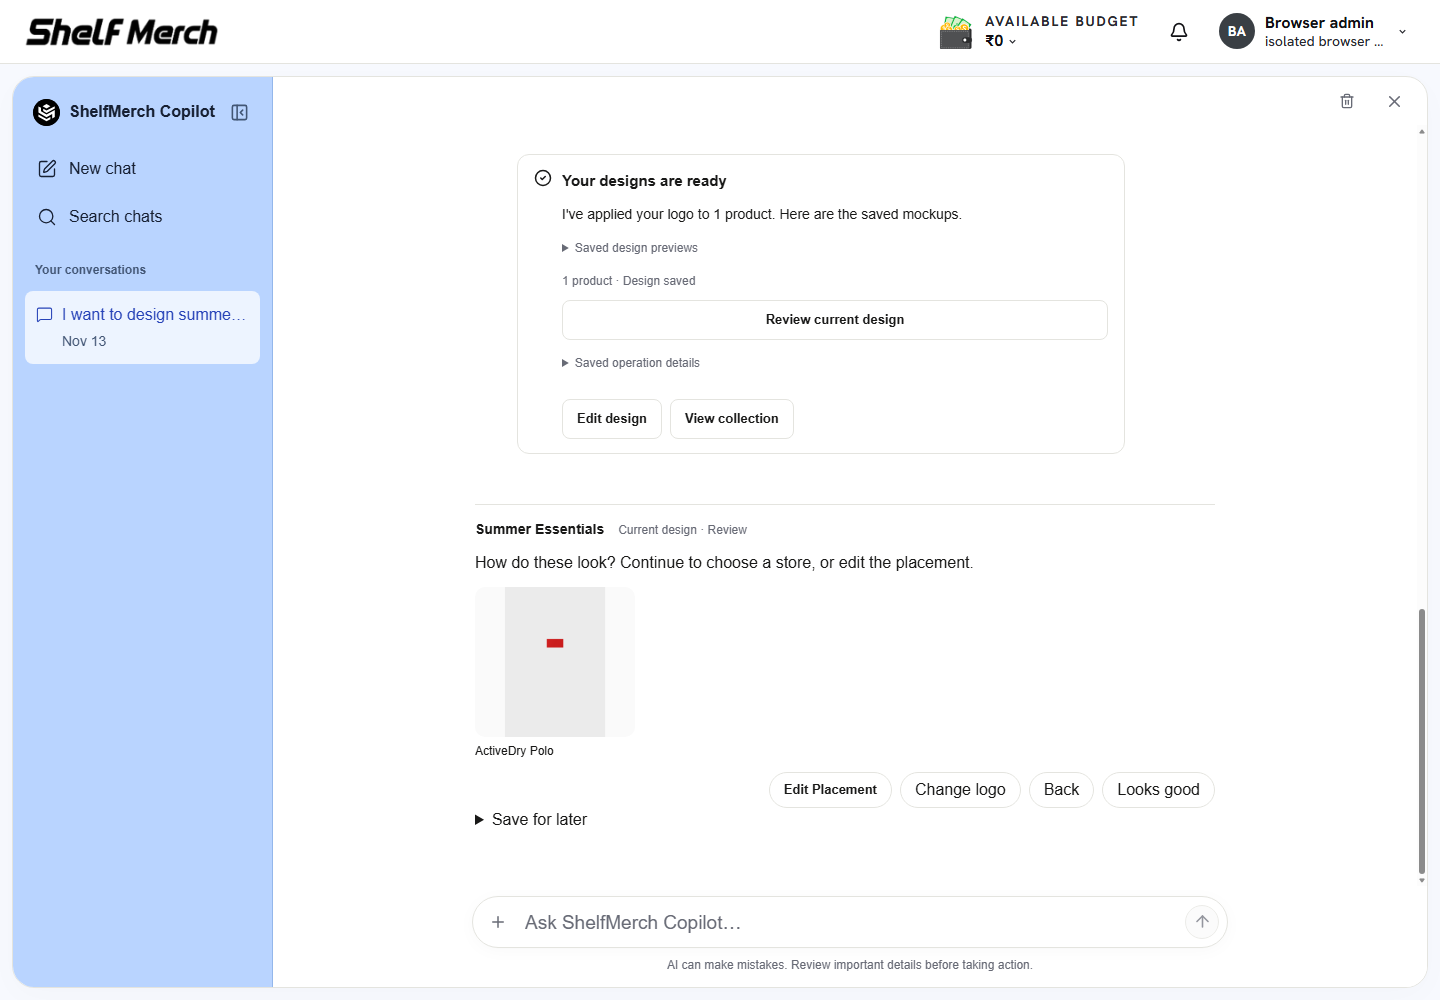 Shelf Merch
AVAILABLE BUDGET
₹0
BA
Browser admin
isolated browser ...
ShelfMerch Copilot
New chat
Search chats
Your conversations
I want to design summe...
Nov 13
Your designs are ready
I've applied your logo to 1 product. Here are the saved mockups.
Saved design previews
1 product · Design saved
Review current design
Saved operation details
Edit design
View collection
Summer Essentials
Current design · Review
How do these look? Continue to choose a store, or edit the placement.
ActiveDry Polo
Edit Placement
Change logo
Back
Looks good
Save for later
Ask ShelfMerch Copilot...
AI can make mistakes. Review important details before taking action.